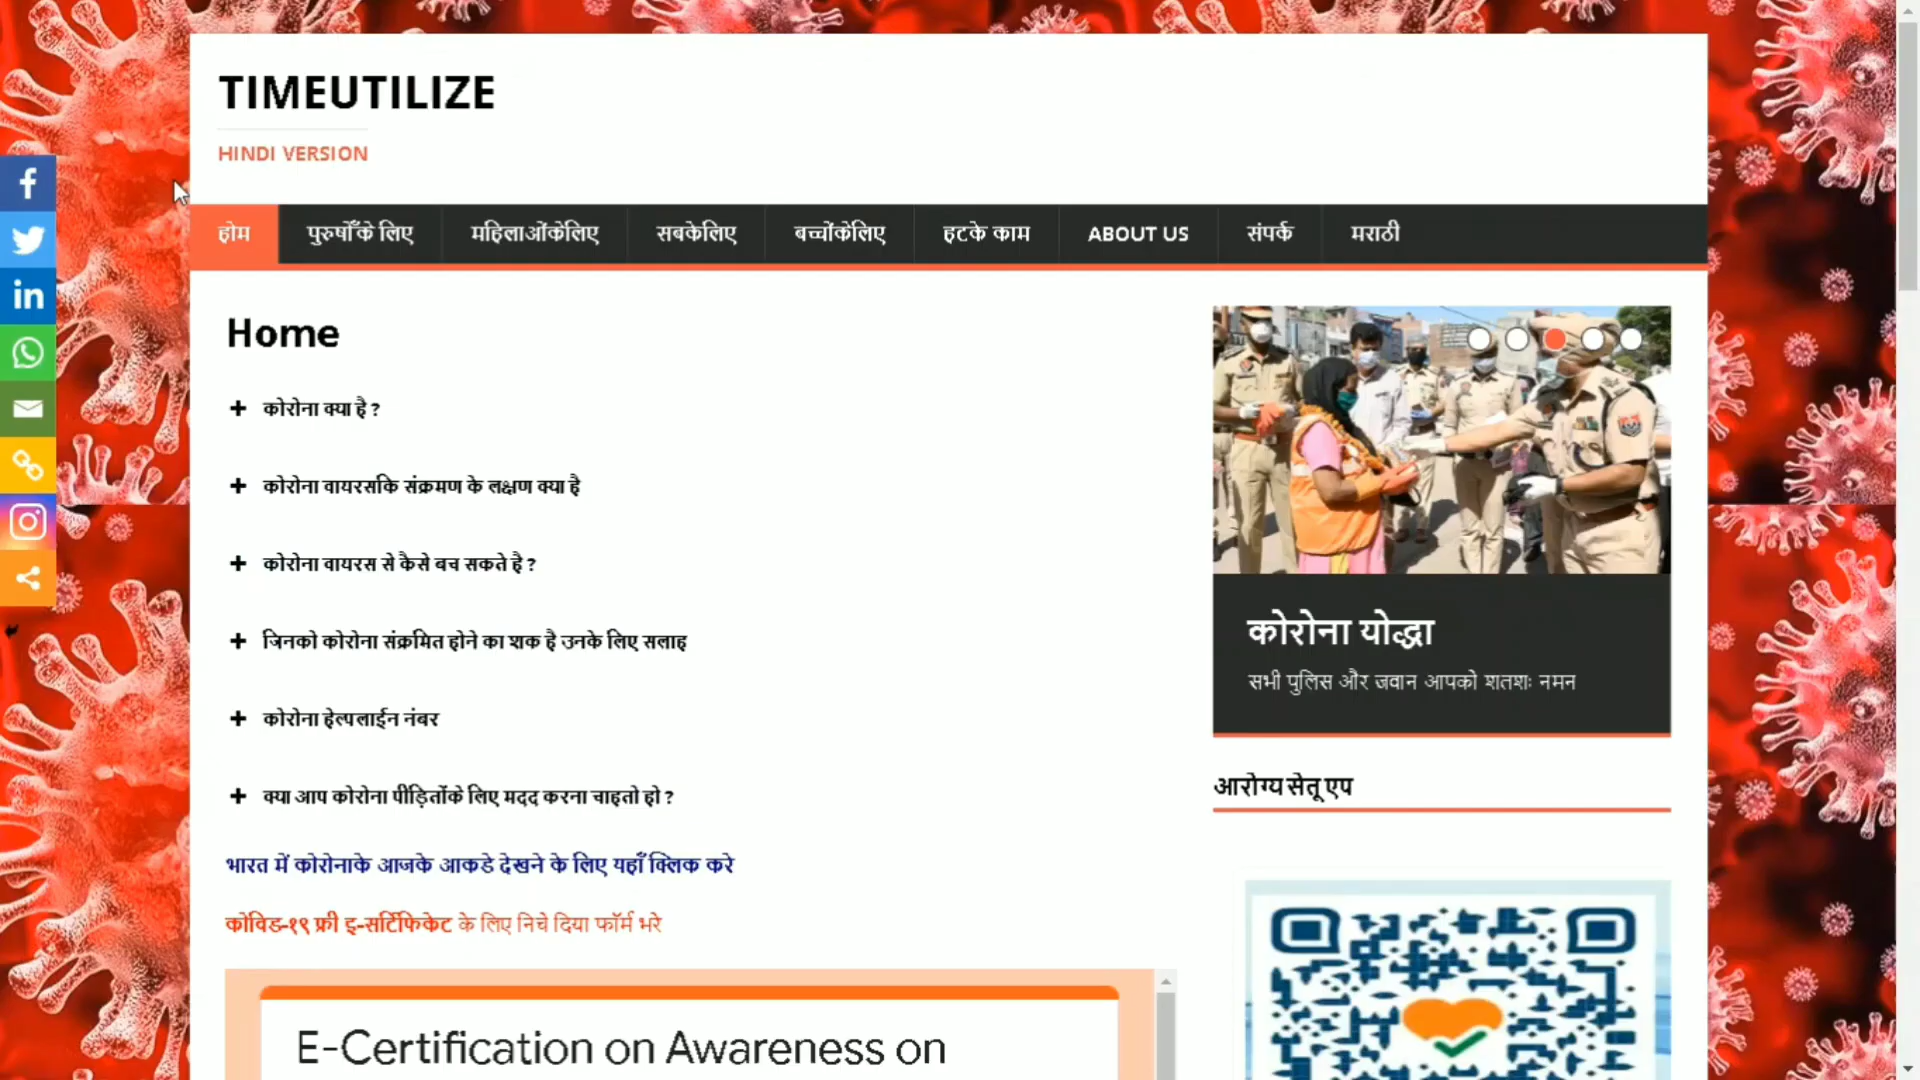 TIMEUTILIZE
HINDI VERSION
होम पुरुषोँके लिए महिलाओंकेलिए सबकेलिए बच्चोंकेलिए हटके काम ABOUT US संपर्क मराठी
Home
+ कोरोना क्या है ?
+ कोरोना वायरसकि संक्रमण के लक्षण क्या है
+ कोरोना वायरस से कैसे बच सकते है ?
+ जिनको कोरोना संक्रमित होने का शक है उनके लिए सलाह
+ कोरोना हेल्पलाईन नंबर
+ क्या आप कोरोना पीड़ितोंके लिए मदद करना चाहतो हो ?
भारत में कोरोनाके आजके आकडे देखने के लिए यहाँ क्लिक करे
कोविड-१९ फ्री इ-सर्टिफिकेट के लिए निचे दिया फॉर्म भरे
E-Certification on Awareness on
कोरोना योद्धा
सभी पुलिस और जवान आपको शतशः नमन
आरोग्य सेतू एप